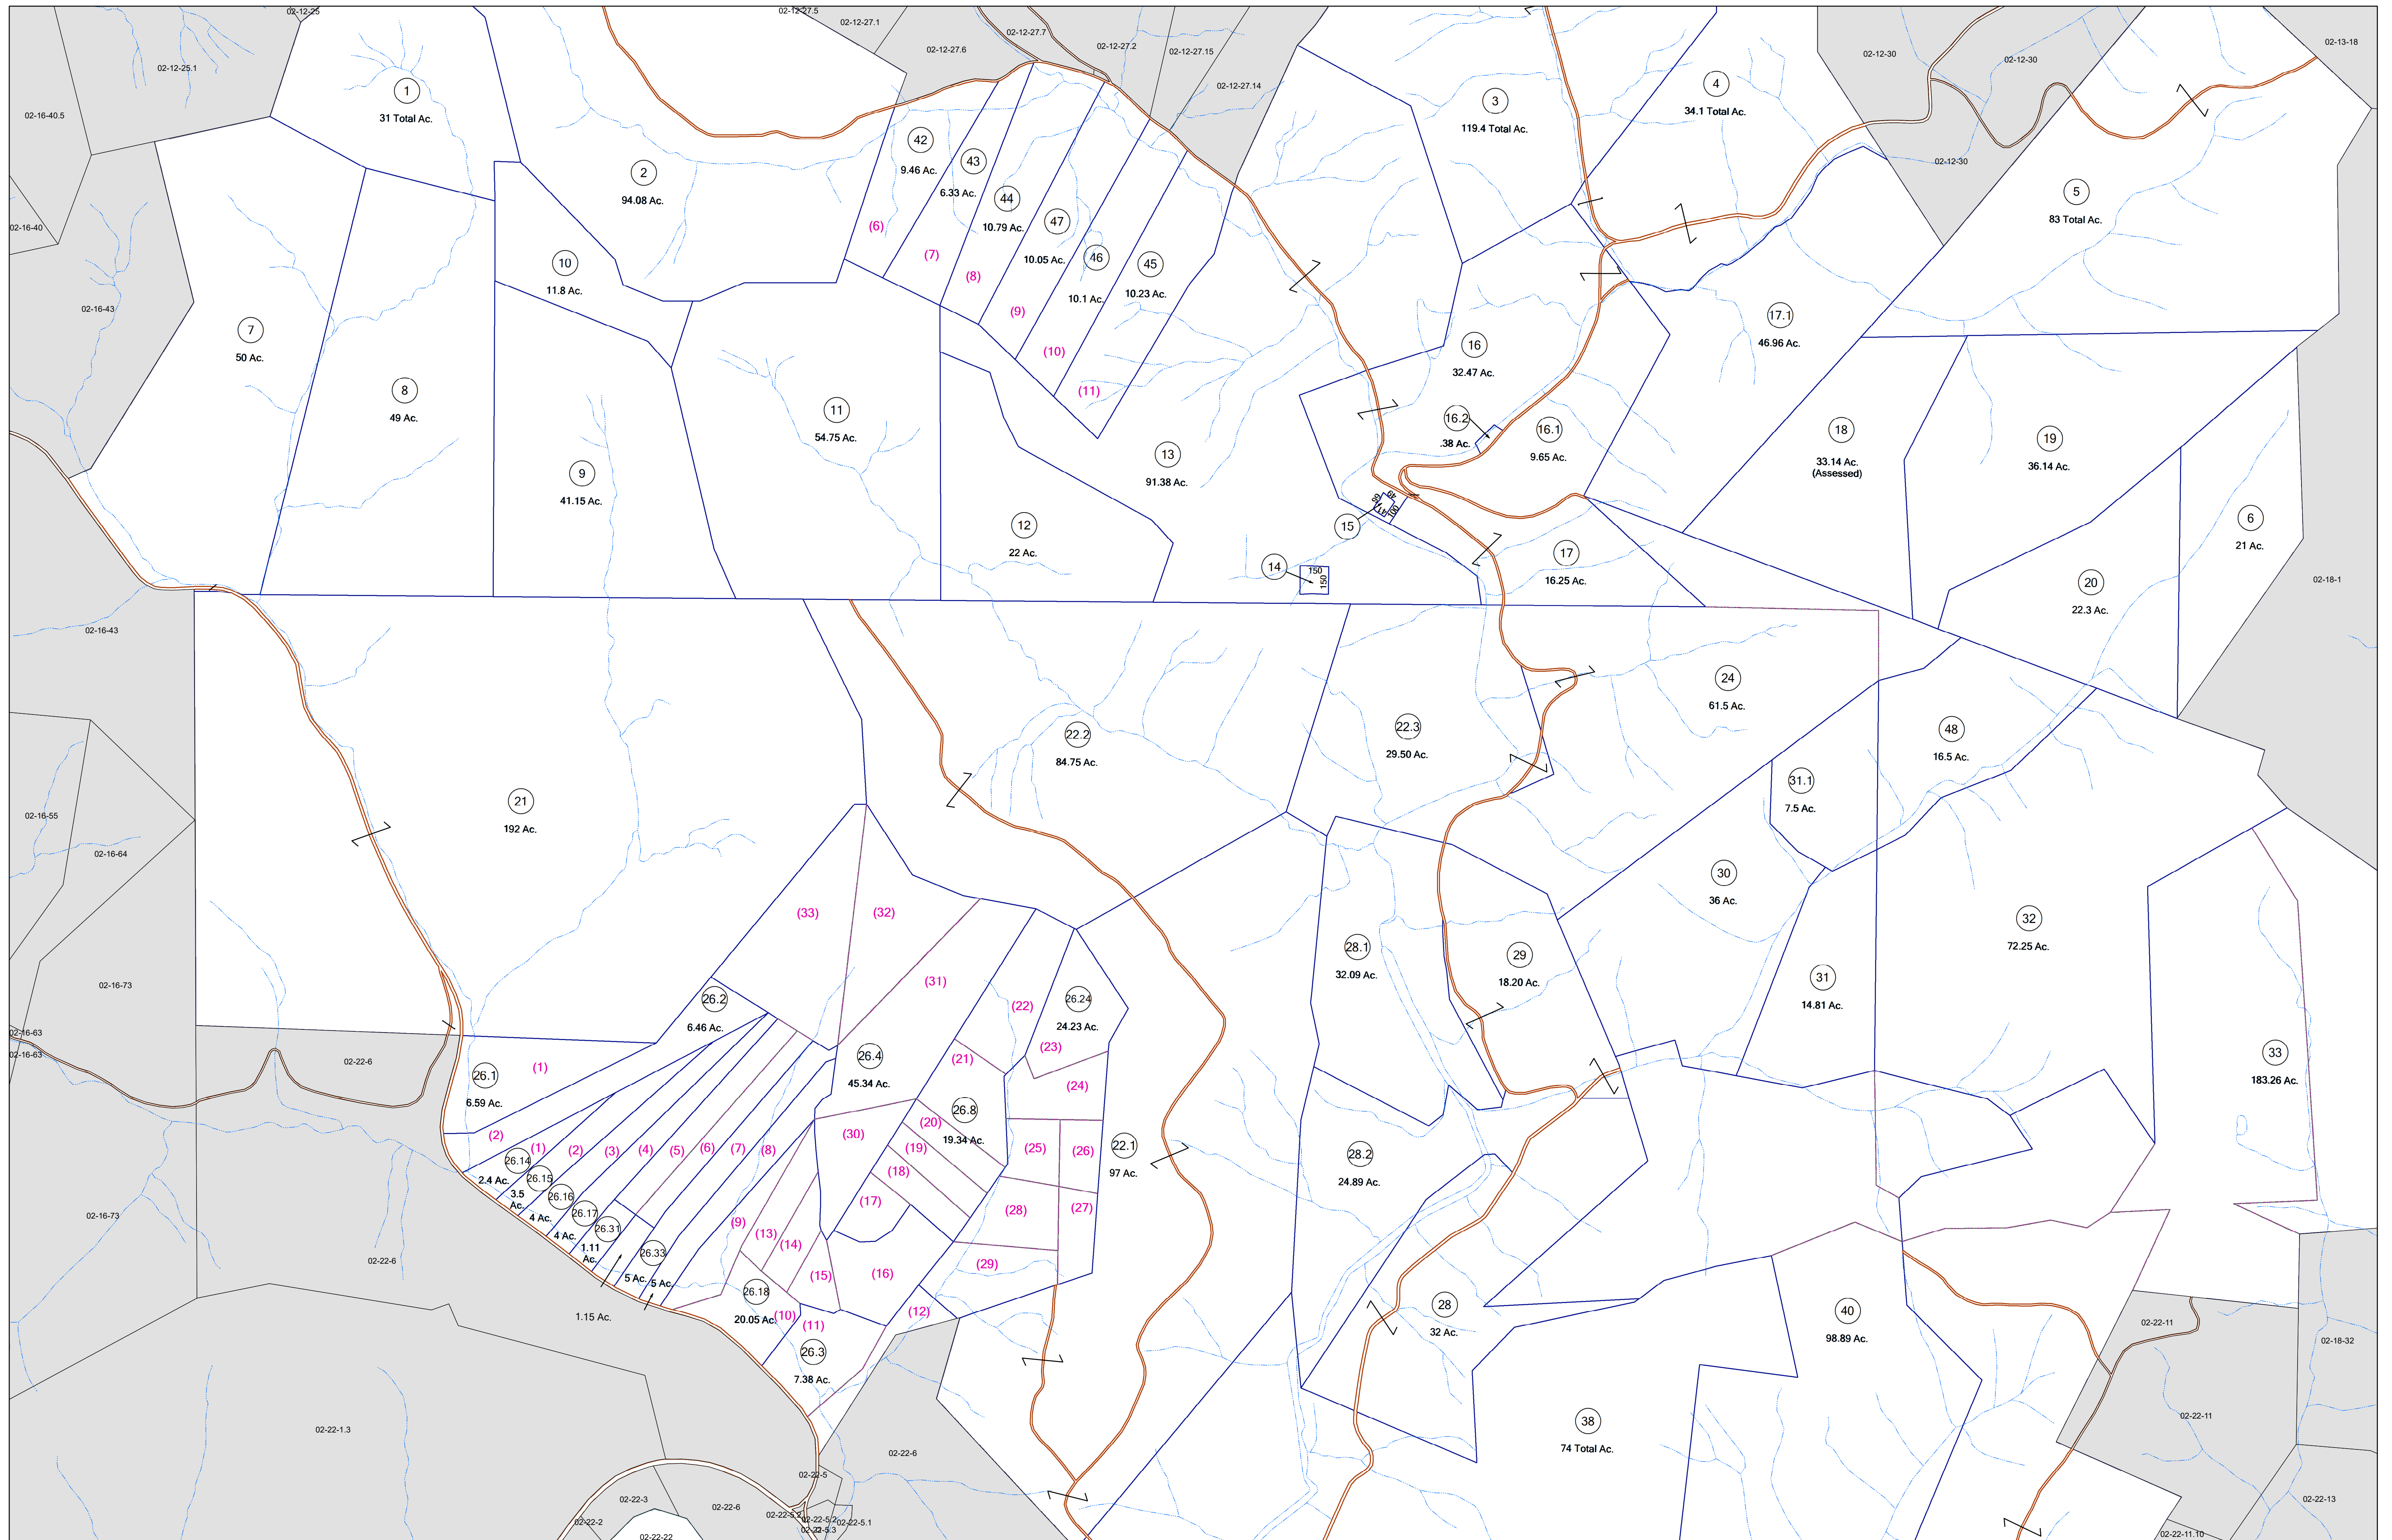 02-12-25
02-12-27.5
02-12-27.1
02-12-27.6
02-12-27.7
02-12-27.2
02-12-27.15
02-12-27.14
02-12-30
02-12-30
02-13-18
02-12-25.1
02-16-40.5
1
31 Total Ac.
3
119.4 Total Ac.
4
34.1 Total Ac.
02-12-30
42
9.46 Ac.
43
6.33 Ac.
2
94.08 Ac.
44
10.79 Ac.
5
83 Total Ac.
02-16-40
(6)
47
10.05 Ac.
(7)
46
10.1 Ac.
45
10.23 Ac.
10
11.8 Ac.
(8)
02-16-43
(9)
17.1
46.96 Ac.
7
50 Ac.
16
32.47 Ac.
(10)
8
49 Ac.
(11)
11
54.75 Ac.
16.2
.38 Ac.
16.1
9.65 Ac.
18
33.14 Ac.
(Assessed)
19
36.14 Ac.
13
91.38 Ac.
9
41.15 Ac.
100
15
12
22 Ac.
6
21 Ac.
17
16.25 Ac.
14
150
150
20
22.3 Ac.
02-18-1
02-16-43
24
61.5 Ac.
22.3
29.50 Ac.
22.2
84.75 Ac.
48
16.5 Ac.
31.1
7.5 Ac.
21
192 Ac.
02-16-55
02-16-64
30
36 Ac.
(33)
(32)
32
72.25 Ac.
28.1
32.09 Ac.
29
18.20 Ac.
31
14.81 Ac.
02-16-73
(31)
26.2
6.46 Ac.
(22)
26.24
24.23 Ac.
02-16-63
02-16-63
02-22-6
26.4
45.34 Ac.
(23)
(21)
(24)
33
183.26 Ac.
26.1
6.59 Ac.
(1)
26.8
19.34 Ac.
(20)
(2)
(1)
(2)
(3)
(4)
(5)
(6)
(7)
(8)
(30)
(19)
(25)
(26)
22.1
97 Ac.
28.2
24.89 Ac.
26.14
2.4 Ac.
26.15
3.5
Ac.
26.16
4 Ac.
26.17
4 Ac.
26.31
1.11
Ac.
(18)
(17)
(28)
(27)
02-16-73
(9)
(13)
(14)
26.33
5 Ac.
5 Ac.
02-22-6
(15)
(16)
(29)
26.18
20.05 Ac.
(10)
(11)
(12)
1.15 Ac.
26.3
7.38 Ac.
28
32 Ac.
40
98.89 Ac.
02-22-11
02-18-32
38
74 Total Ac.
02-22-11
02-22-1.3
02-22-6
02-22-5
02-22-3
02-22-6
02-22-2
02-22-22
02-22-5.2
02-22-5.2
02-22-5.1
02-22-5.3
02-22-13
02-22-11.10